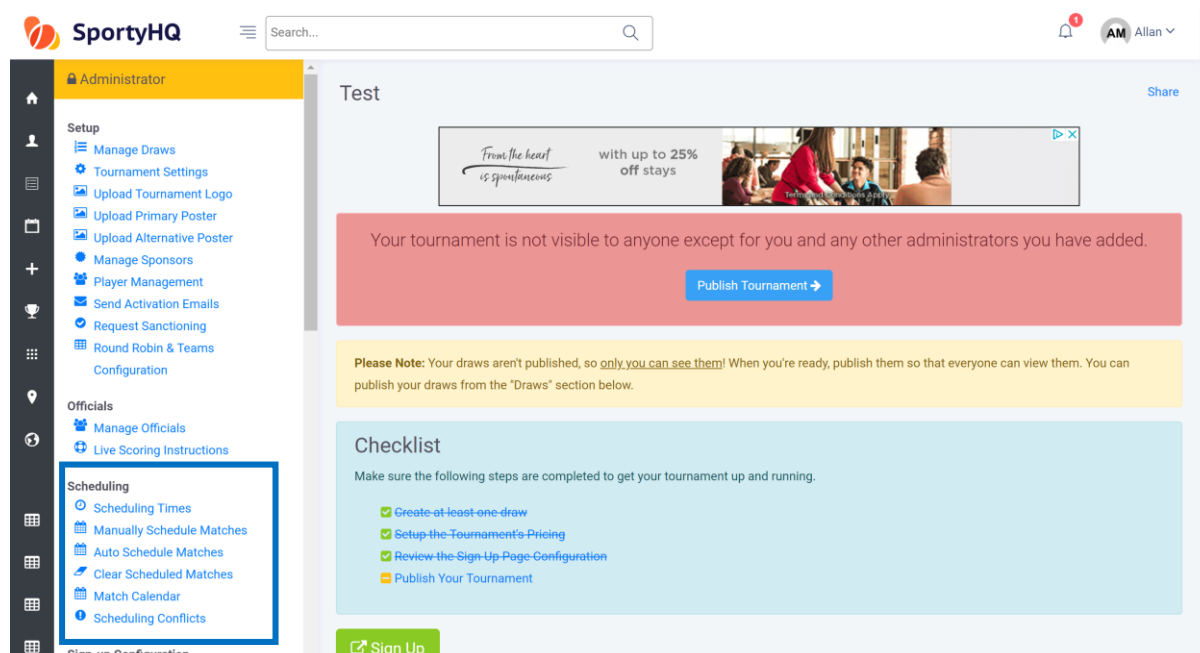 SportyHQ
Search...
1
AM Allan
Administrator
Setup
Manage Draws
Tournament Settings
Upload Tournament Logo
Upload Primary Poster
Upload Alternative Poster
Manage Sponsors
Player Management
Send Activation Emails
Request Sanctioning
Round Robin & Teams
Configuration
Officials
Manage Officials
Live Scoring Instructions
Scheduling
Scheduling Times
Manually Schedule Matches
Auto Schedule Matches
Clear Scheduled Matches
Match Calendar
Scheduling Conflicts
Sign-up Configuration
Test
Share
From the heart
is spontaneous
with up to 25%
off stays
Terms and Conditions Apply
Your tournament is not visible to anyone except for you and any other administrators you have added.
Publish Tournament
Please Note: Your draws aren't published, so only you can see them! When you're ready, publish them so that everyone can view them. You can
publish your draws from the "Draws" section below.
Checklist
Make sure the following steps are completed to get your tournament up and running.
Create at least one draw
Setup the Tournament's Pricing
Review the Sign Up Page Configuration
Publish Your Tournament
Sign Up